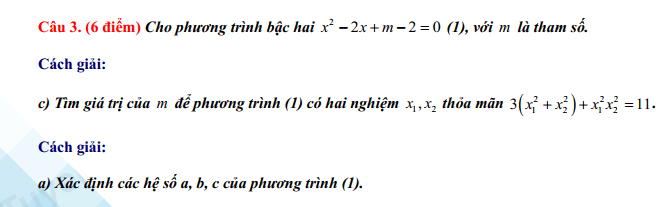 Câu 3. (6 điểm) Cho phương trình bậc hai x² − 2x + m − 2 = 0 (1), với m là tham số.
Cách giải:
c) Tìm giá trị của m để phương trình (1) có hai nghiệm x₁, x₂ thỏa mãn 3(x₁² + x₂²) + x₁²x₂² = 11.
Cách giải:
a) Xác định các hệ số a, b, c của phương trình (1).